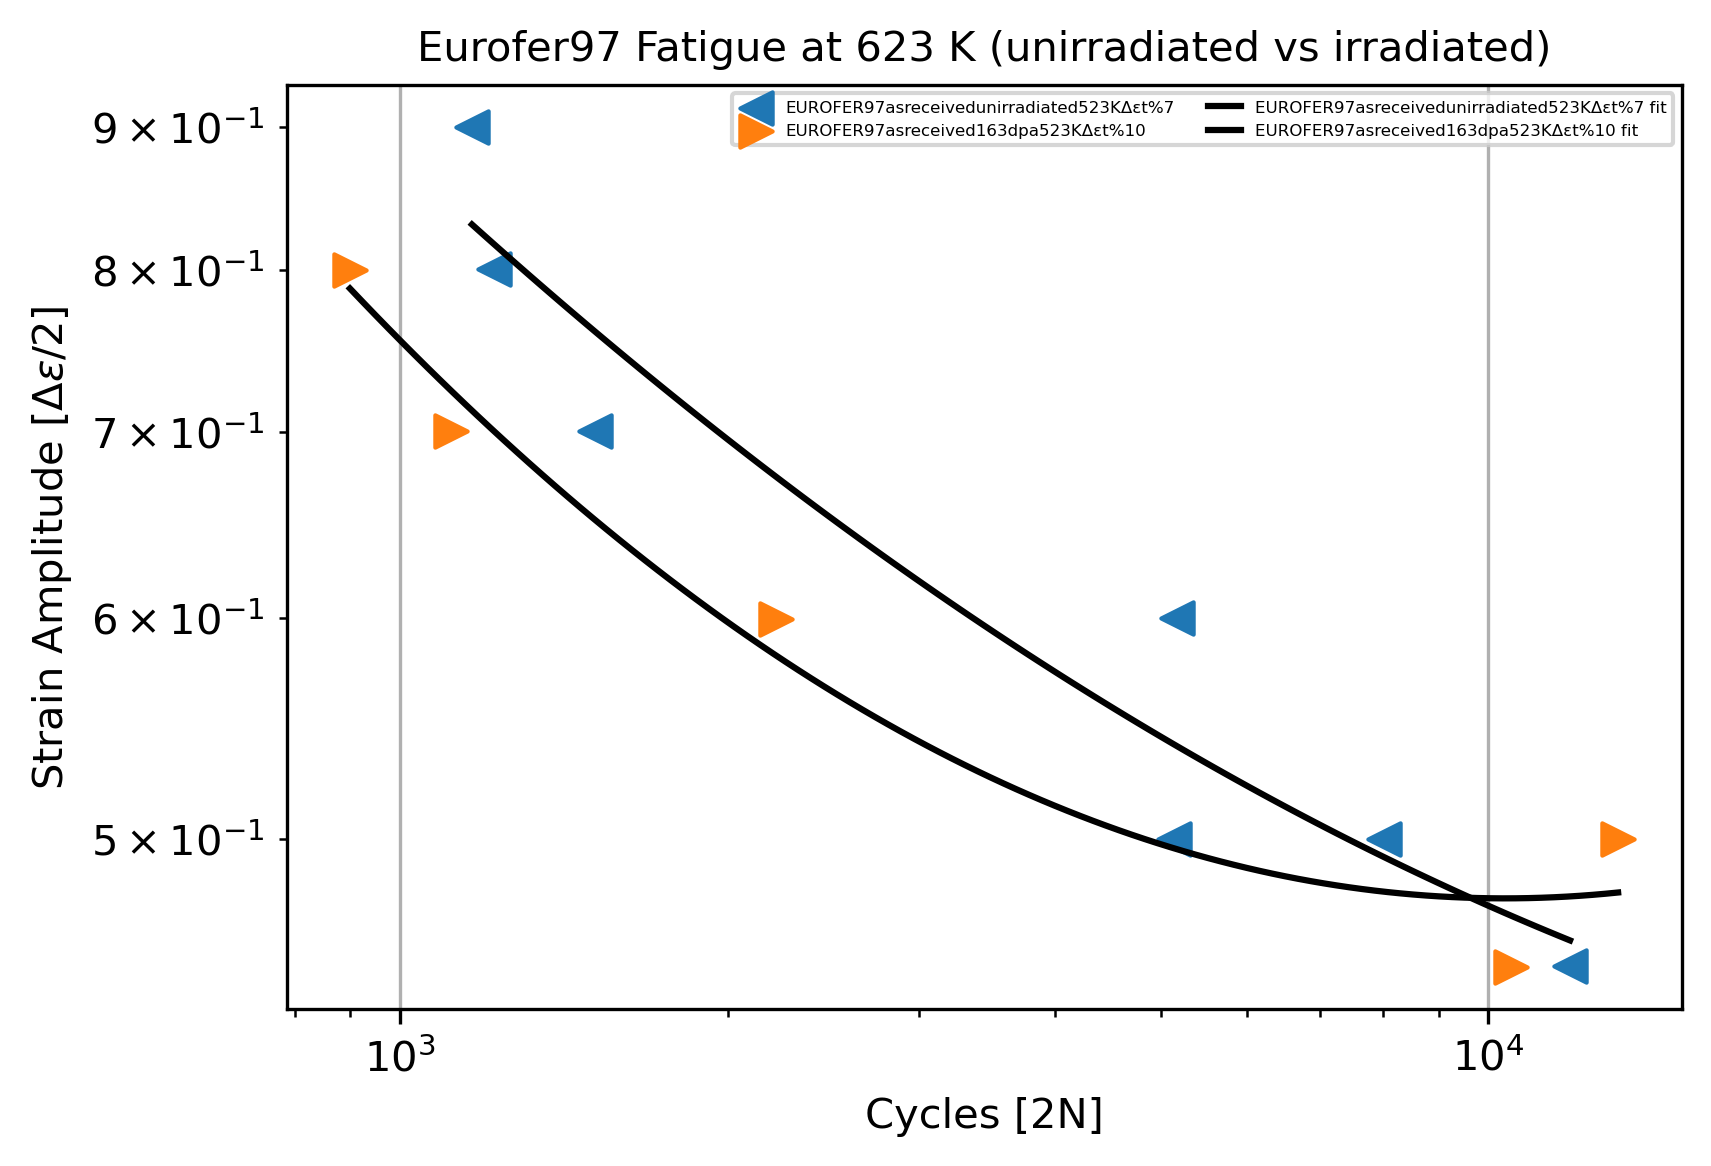 Eurofer97 Fatigue at 623 K (unirradiated vs irradiated)
EUROFER97asreceivedunirradiated523KΔεt%7
EUROFER97asreceived163dpa523KΔεt%10
EUROFER97asreceivedunirradiated523KΔεt%7 fit
EUROFER97asreceived163dpa523KΔεt%10 fit
9 × 10⁻¹
8 × 10⁻¹
7 × 10⁻¹
6 × 10⁻¹
5 × 10⁻¹
Strain Amplitude [Δε/2]
10³
10⁴
Cycles [2N]